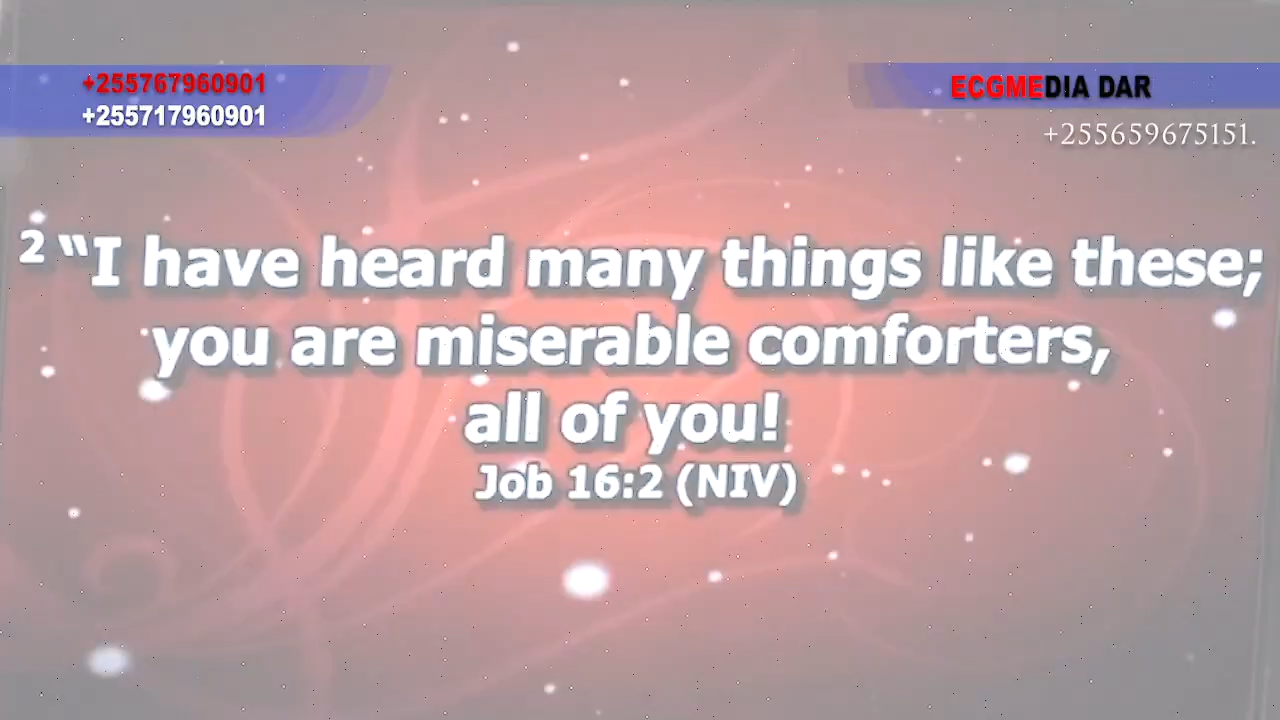 +255767960901
+255717960901
ECGMEDIA DAR
+255659675151.
2 “I have heard many things like these;
you are miserable comforters,
all of you!
Job 16:2 (NIV)